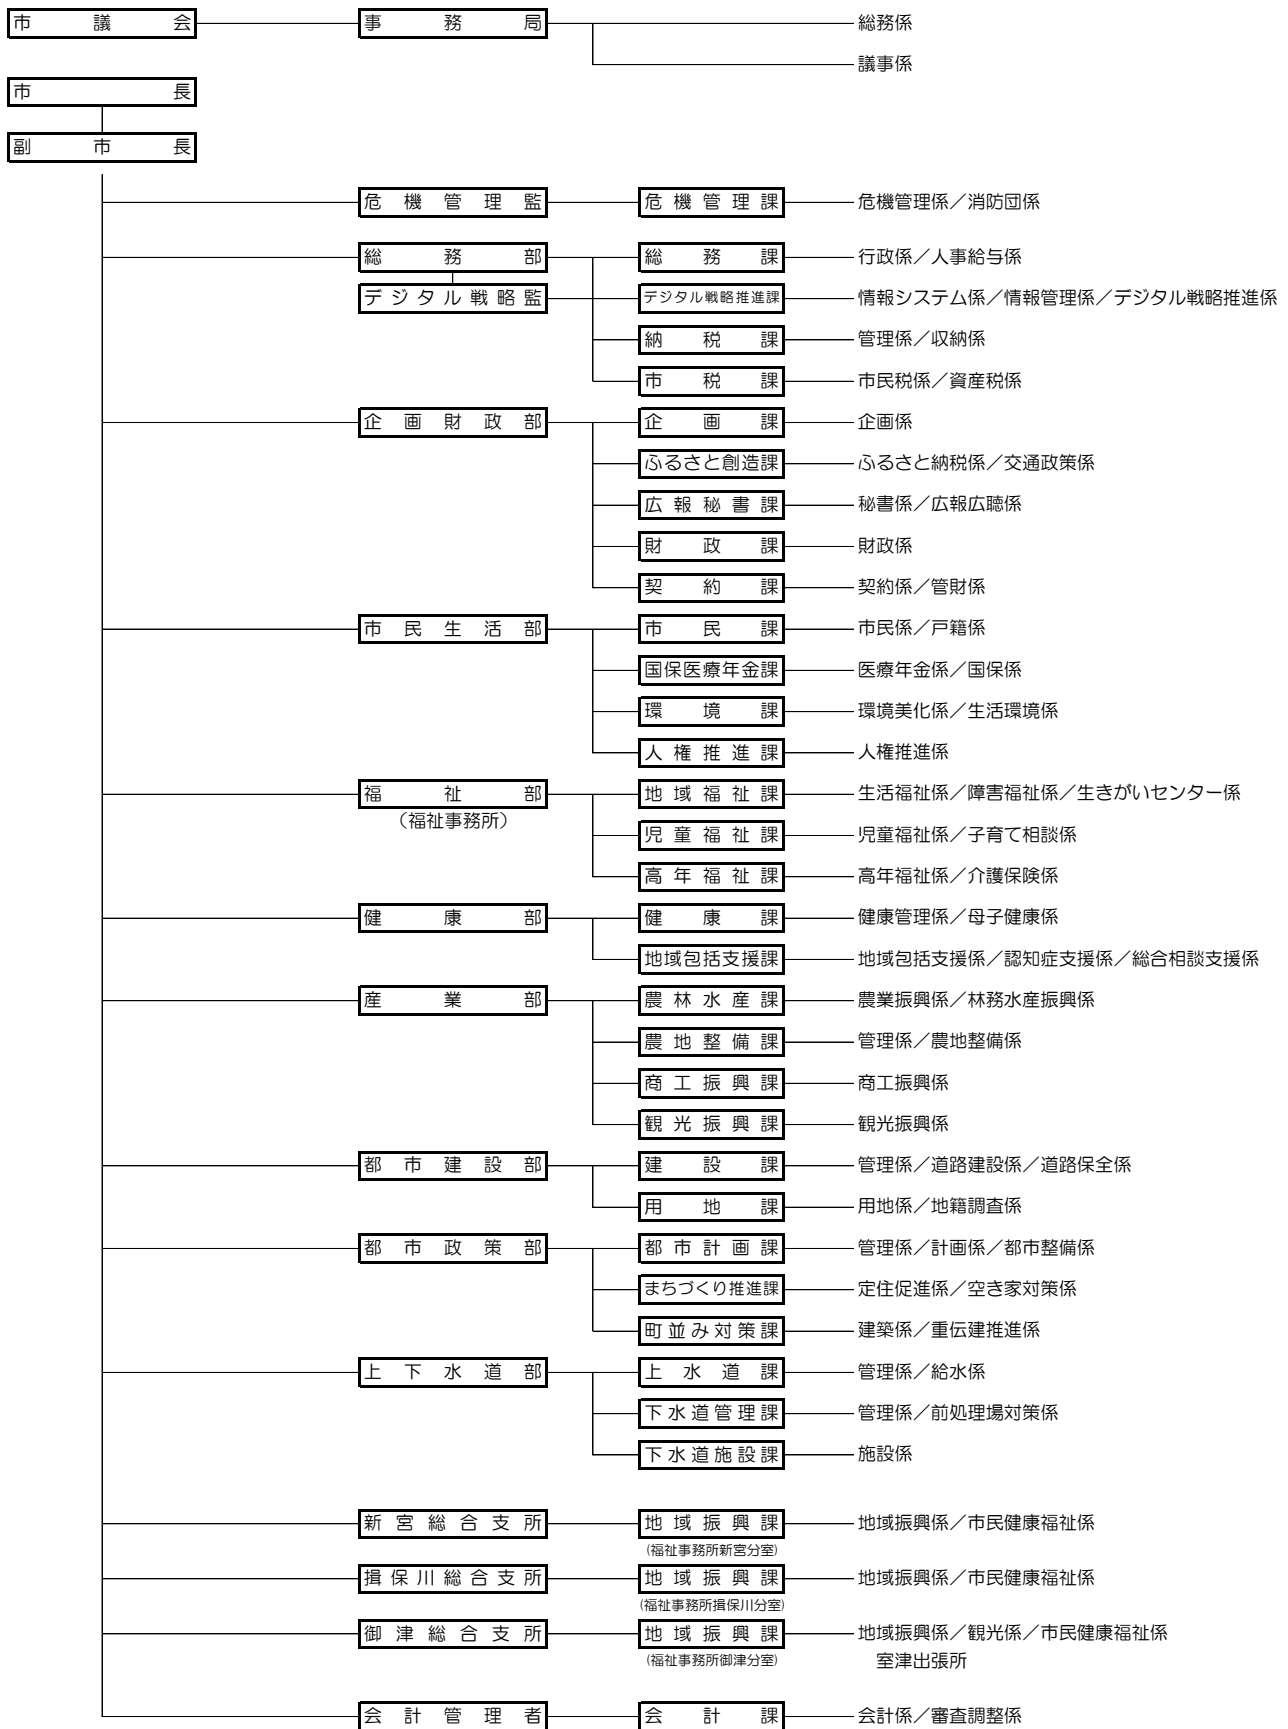 市議会 事務局 総務係
議事係
市長
副市長
危機管理監 危機管理課 危機管理係／消防団係
総務部 総務課 行政係／人事給与係
デジタル戦略監 デジタル戦略推進課 情報システム係／情報管理係／デジタル戦略推進係
納税課 管理係／収納係
市税課 市民税係／資産税係
企画財政部 企画課 企画係
ふるさと創造課 ふるさと納税係／交通政策係
広報秘書課 秘書係／広報広聴係
財政課 財政係
契約課 契約係／管財係
市民生活部 市民課 市民係／戸籍係
国保医療年金課 医療年金係／国保係
環境課 環境美化係／生活環境係
人権推進課 人権推進係
福祉部 地域福祉課 生活福祉係／障害福祉係／生きがいセンター係
（福祉事務所）
児童福祉課 児童福祉係／子育て相談係
高年福祉課 高年福祉係／介護保険係
健康部 健康課 健康管理係／母子健康係
地域包括支援課 地域包括支援係／認知症支援係／総合相談支援係
産業部 農林水産課 農業振興係／林務水産振興係
農地整備課 管理係／農地整備係
商工振興課 商工振興係
観光振興課 観光振興係
都市建設部 建設課 管理係／道路建設係／道路保全係
用地課 用地係／地籍調査係
都市政策部 都市計画課 管理係／計画係／都市整備係
まちづくり推進課 定住促進係／空き家対策係
町並み対策課 建築係／重伝建推進係
上下水道部 上水道課 管理係／給水係
下水道管理課 管理係／前処理場対策係
下水道施設課 施設係
新宮総合支所 地域振興課 地域振興係／市民健康福祉係
(福祉事務所新宮分室)
揖保川総合支所 地域振興課 地域振興係／市民健康福祉係
(福祉事務所揖保川分室)
御津総合支所 地域振興課 地域振興係／観光係／市民健康福祉係
(福祉事務所御津分室) 室津出張所
会計管理者 会計課 会計係／審査調整係